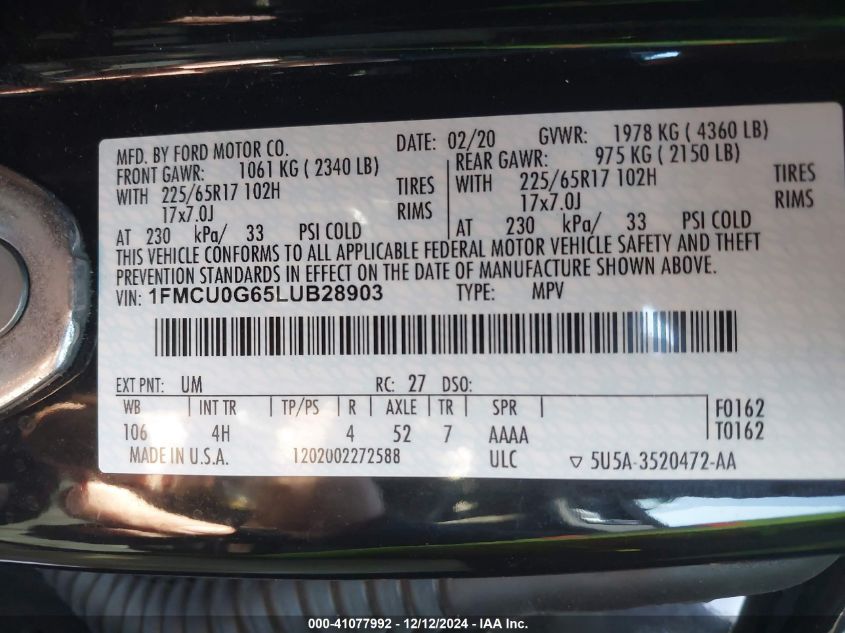 MFD. BY FORD MOTOR CO. DATE: 02/20 GVWR: 1978 KG ( 4360 LB)
FRONT GAWR: 1061 KG ( 2340 LB) REAR GAWR: 975 KG ( 2150 LB)
WITH 225/65R17 102H TIRES WITH 225/65R17 102H TIRES
17x7.0J RIMS 17x7.0J RIMS
AT 230 kPa/ 33 PSI COLD AT 230 kPa/ 33 PSI COLD
THIS VEHICLE CONFORMS TO ALL APPLICABLE FEDERAL MOTOR VEHICLE SAFETY AND THEFT
PREVENTION STANDARDS IN EFFECT ON THE DATE OF MANUFACTURE SHOWN ABOVE.
VIN: 1FMCU0G65LUB28903 TYPE: MPV
EXT PNT: UM RC: 27 DSO:
WB INT TR TP/PS R AXLE TR SPR F0162
106 4H 4 52 7 AAAA T0162
MADE IN U.S.A. 1202002272588 ULC ▽ 5U5A-3520472-AA
000-41077992 - 12/12/2024 - IAA Inc.